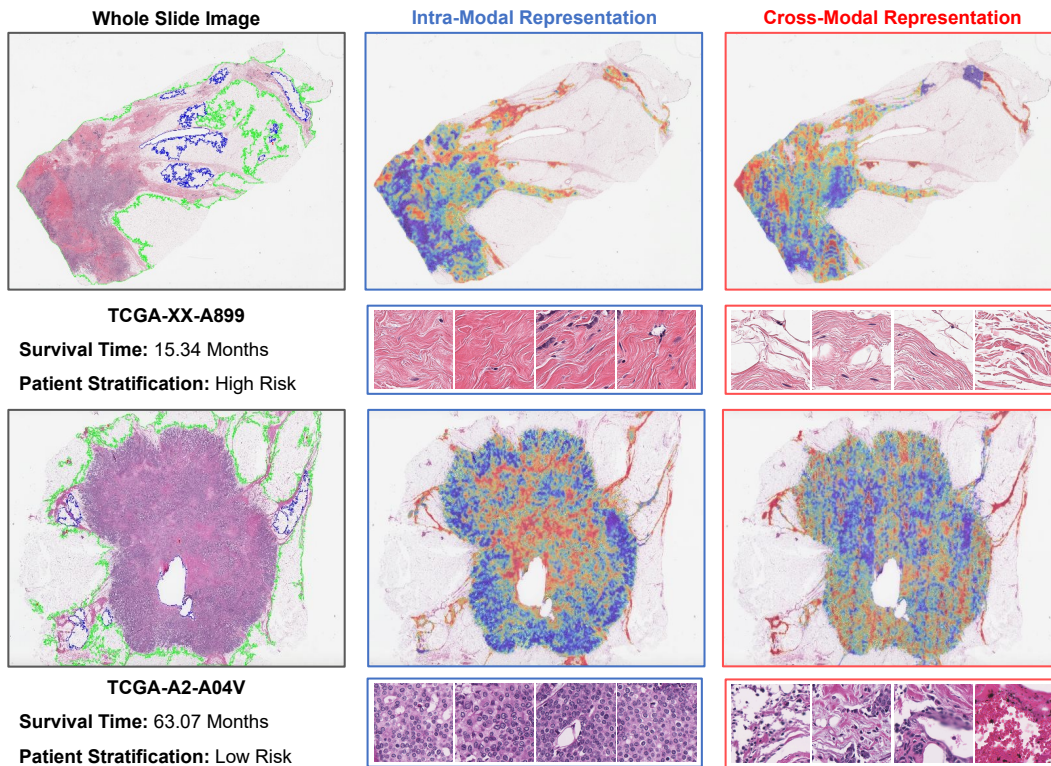 Whole Slide Image
Intra-Modal Representation
Cross-Modal Representation
TCGA-XX-A899
Survival Time: 15.34 Months
Patient Stratification: High Risk
TCGA-A2-A04V
Survival Time: 63.07 Months
Patient Stratification: Low Risk